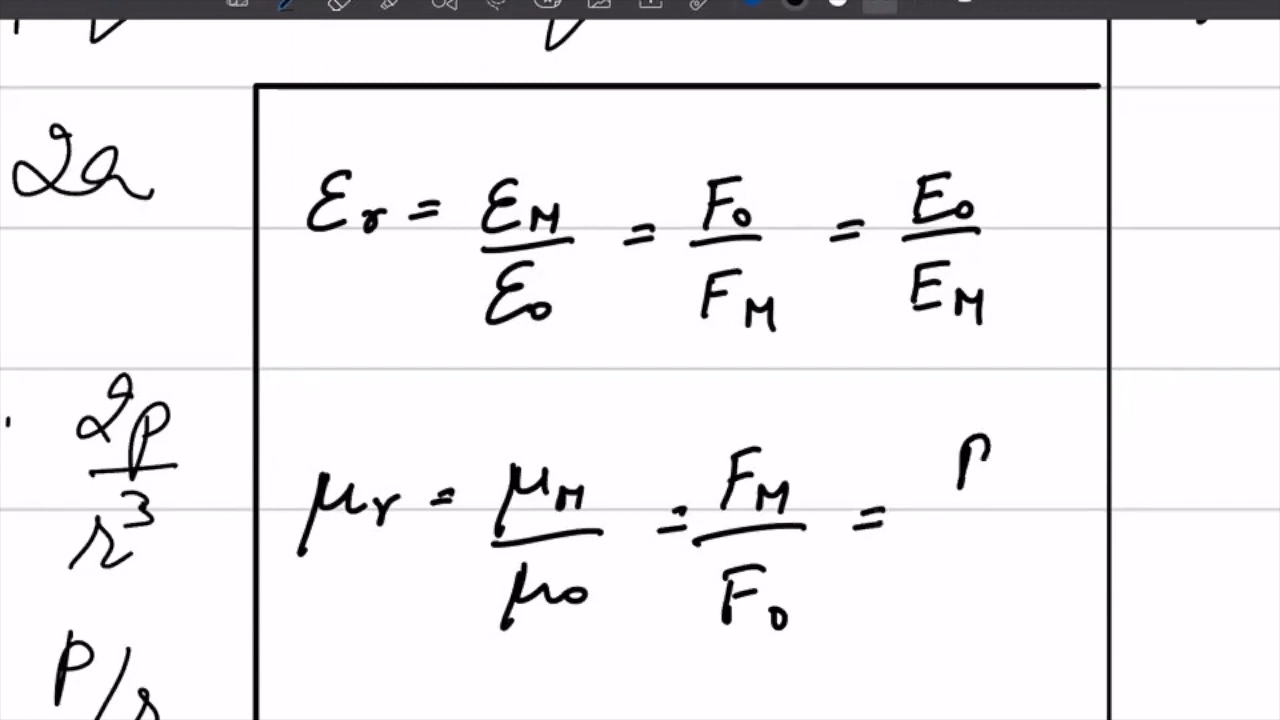 2a
εr = εM/ε0 = F0/FM = E0/EM
2p/r³
μr = μM/μ0 = FM/F0 =
P/r